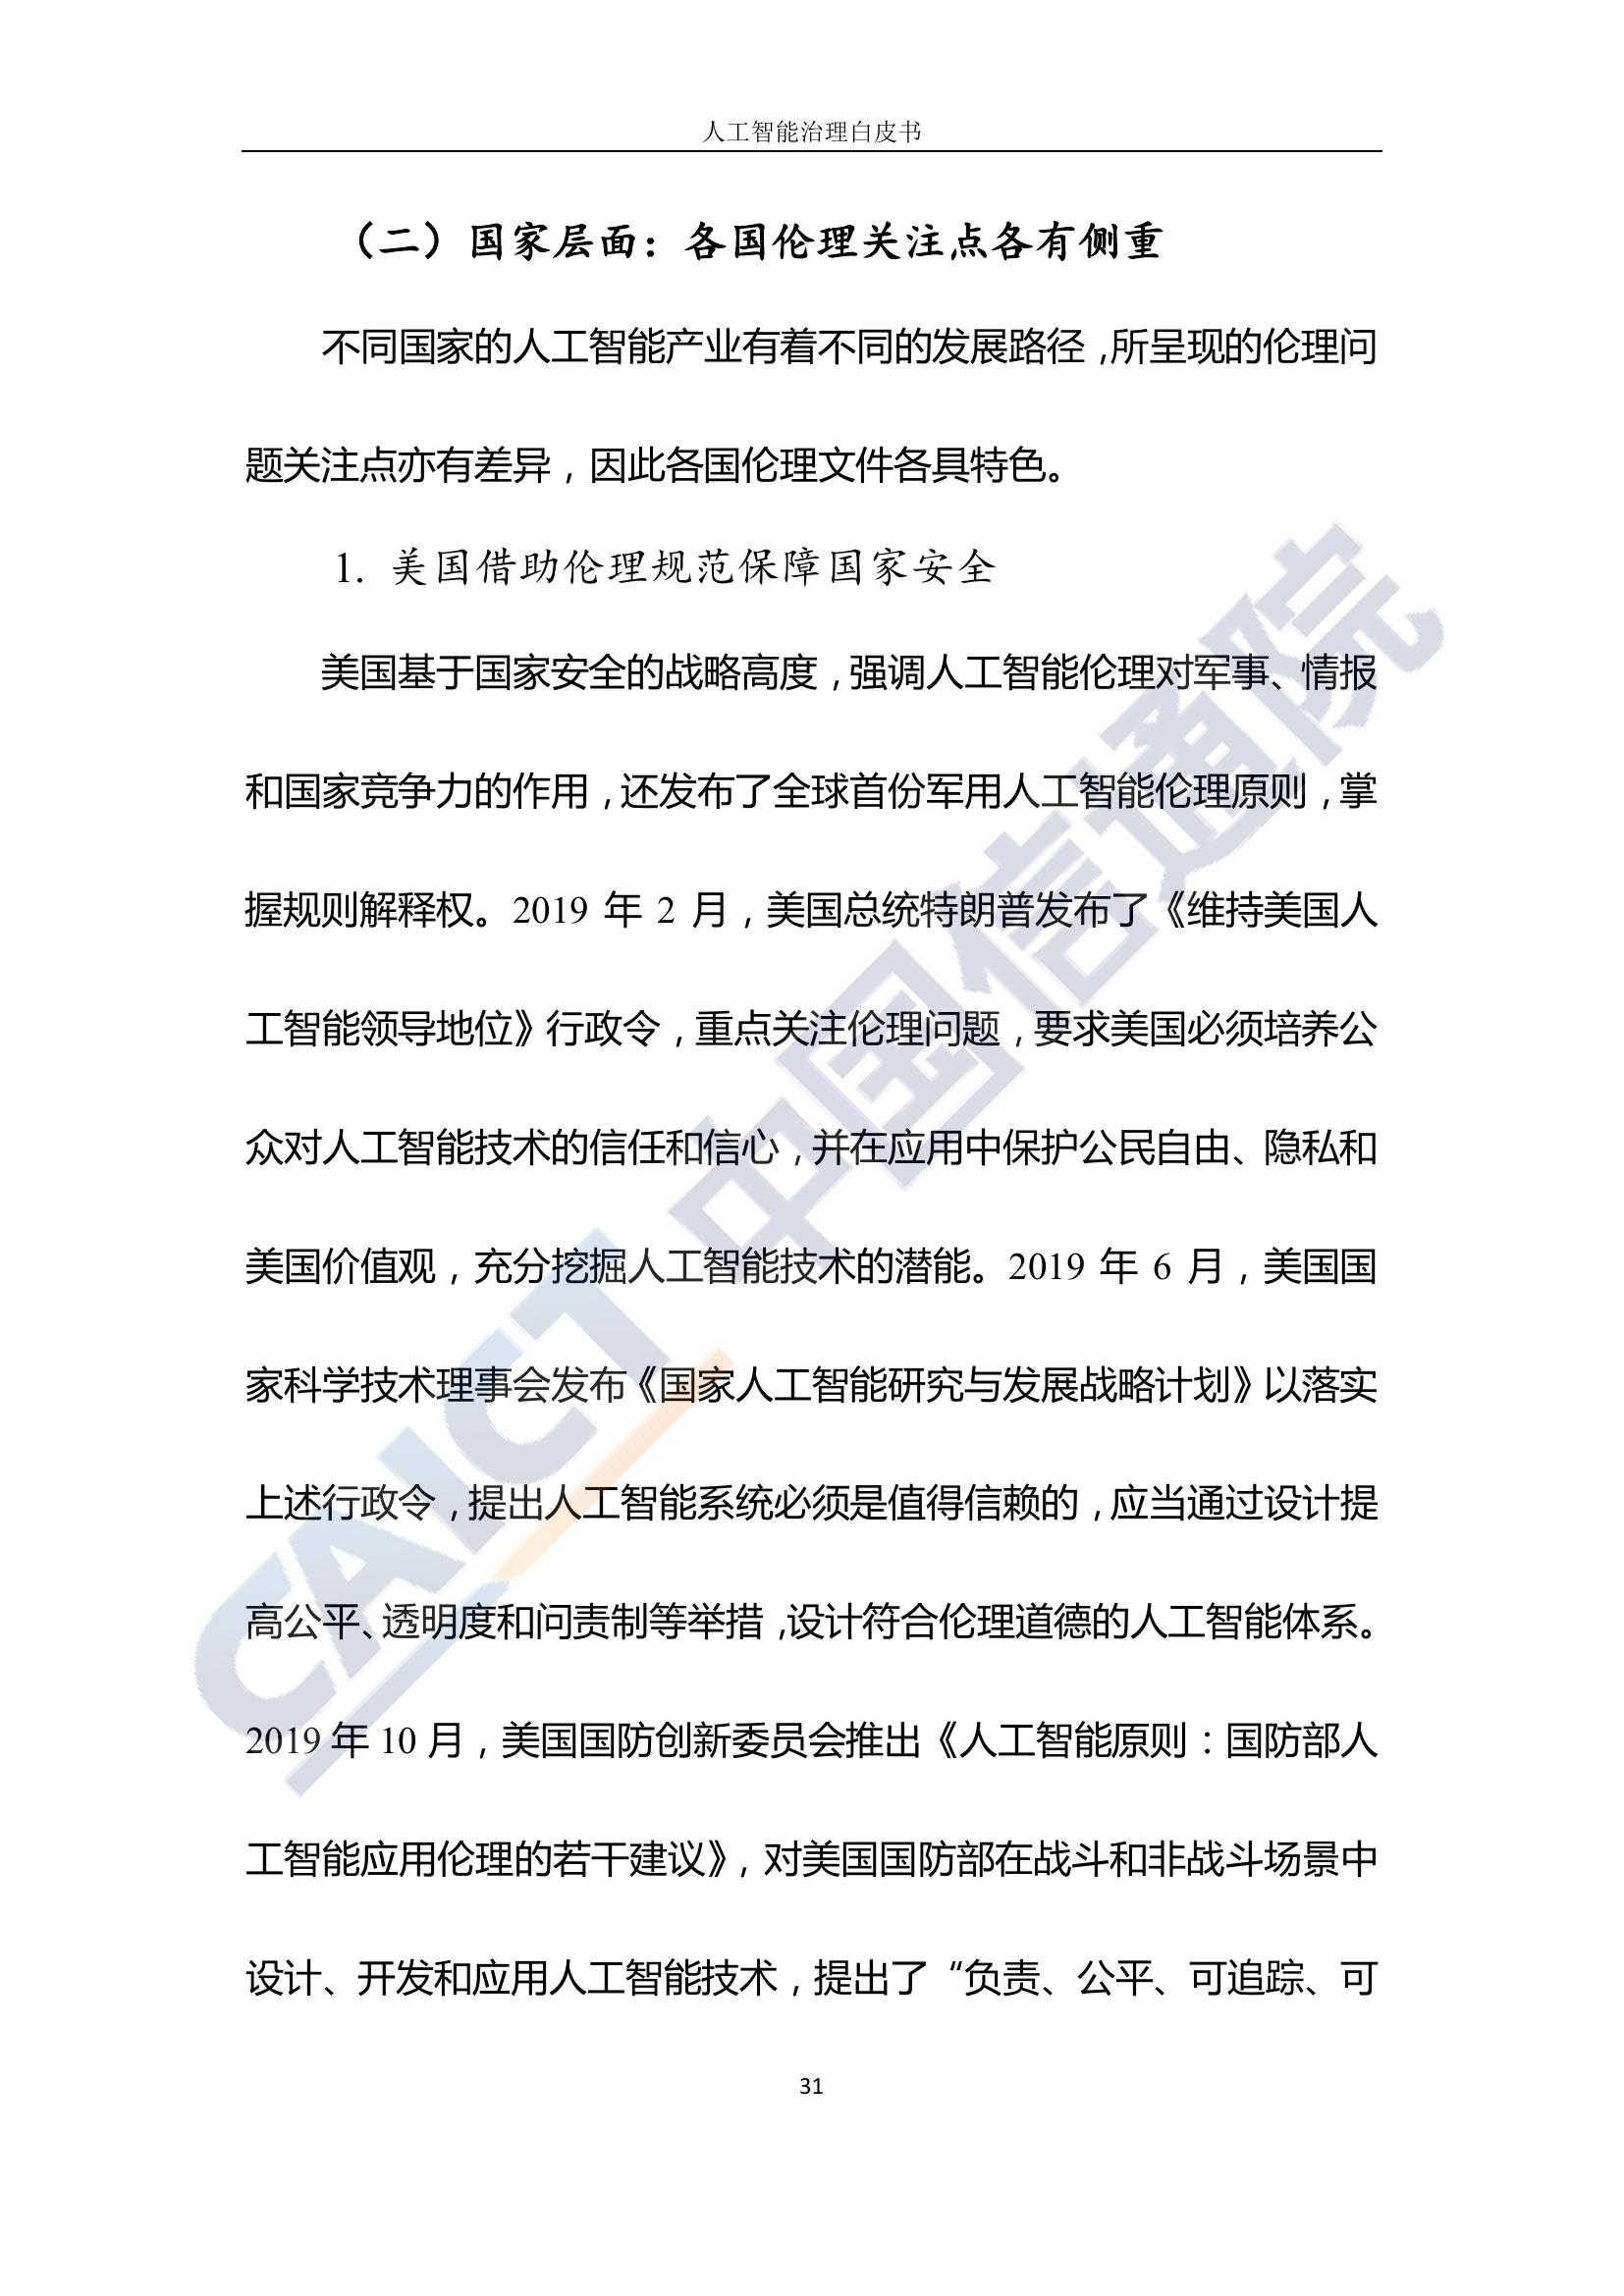 人工智能治理白皮书
（二）国家层面：各国伦理关注点各有侧重
不同国家的人工智能产业有着不同的发展路径，所呈现的伦理问
题关注点亦有差异，因此各国伦理文件各具特色。
1. 美国借助伦理规范保障国家安全
美国基于国家安全的战略高度，强调人工智能伦理对军事、情报
和国家竞争力的作用，还发布了全球首份军用人工智能伦理原则，掌
握规则解释权。2019 年 2 月，美国总统特朗普发布了《维持美国人
工智能领导地位》行政令，重点关注伦理问题，要求美国必须培养公
众对人工智能技术的信任和信心，并在应用中保护公民自由、隐私和
美国价值观，充分挖掘人工智能技术的潜能。2019 年 6 月，美国国
家科学技术理事会发布《国家人工智能研究与发展战略计划》以落实
上述行政令，提出人工智能系统必须是值得信赖的，应当通过设计提
高公平、透明度和问责制等举措，设计符合伦理道德的人工智能体系。
2019 年 10 月，美国国防创新委员会推出《人工智能原则：国防部人
工智能应用伦理的若干建议》，对美国国防部在战斗和非战斗场景中
设计、开发和应用人工智能技术，提出了“负责、公平、可追踪、可
31
CAICT 中国信通院